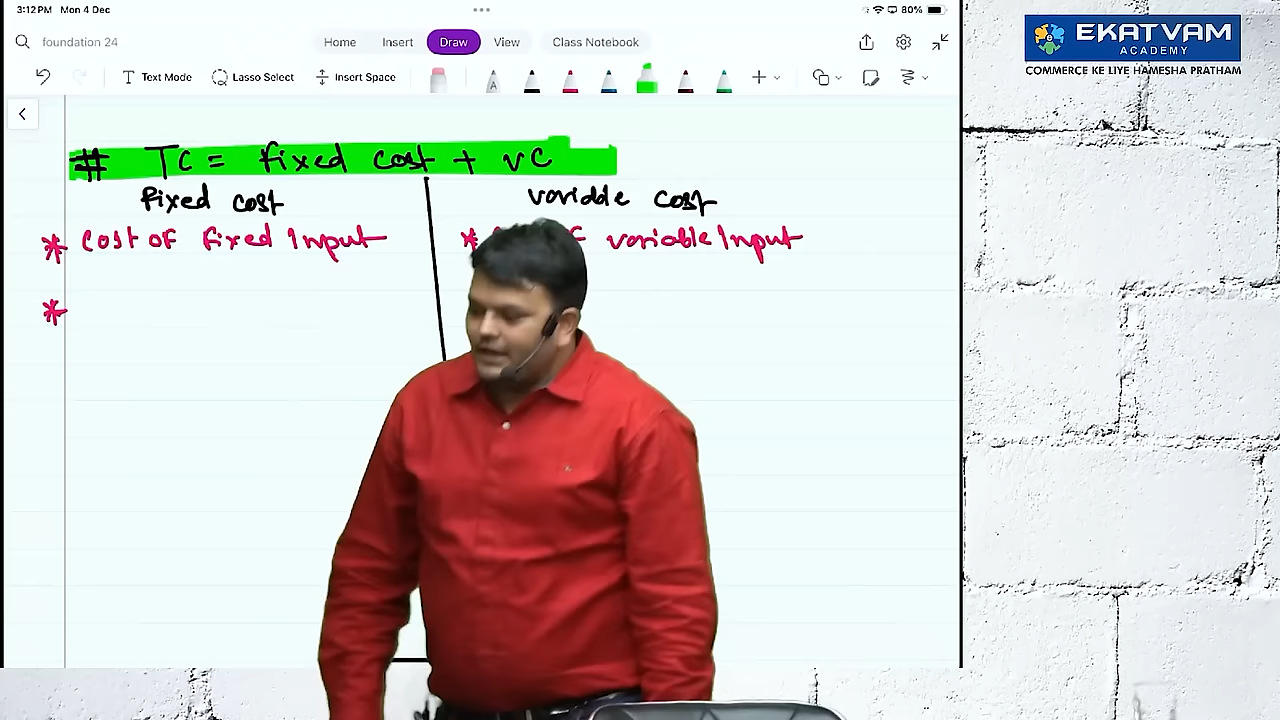 3:12 PM Mon 4 Dec
80%
foundation 24
Home Insert Draw View Class Notebook
Text Mode Lasso Select Insert Space
EKATVAM
ACADEMY
COMMERCE KE LIYE HAMESHA PRATHAM
# TC = fixed cost + VC
fixed cost
variable cost
* Cost of fixed Input
* variable Input
*